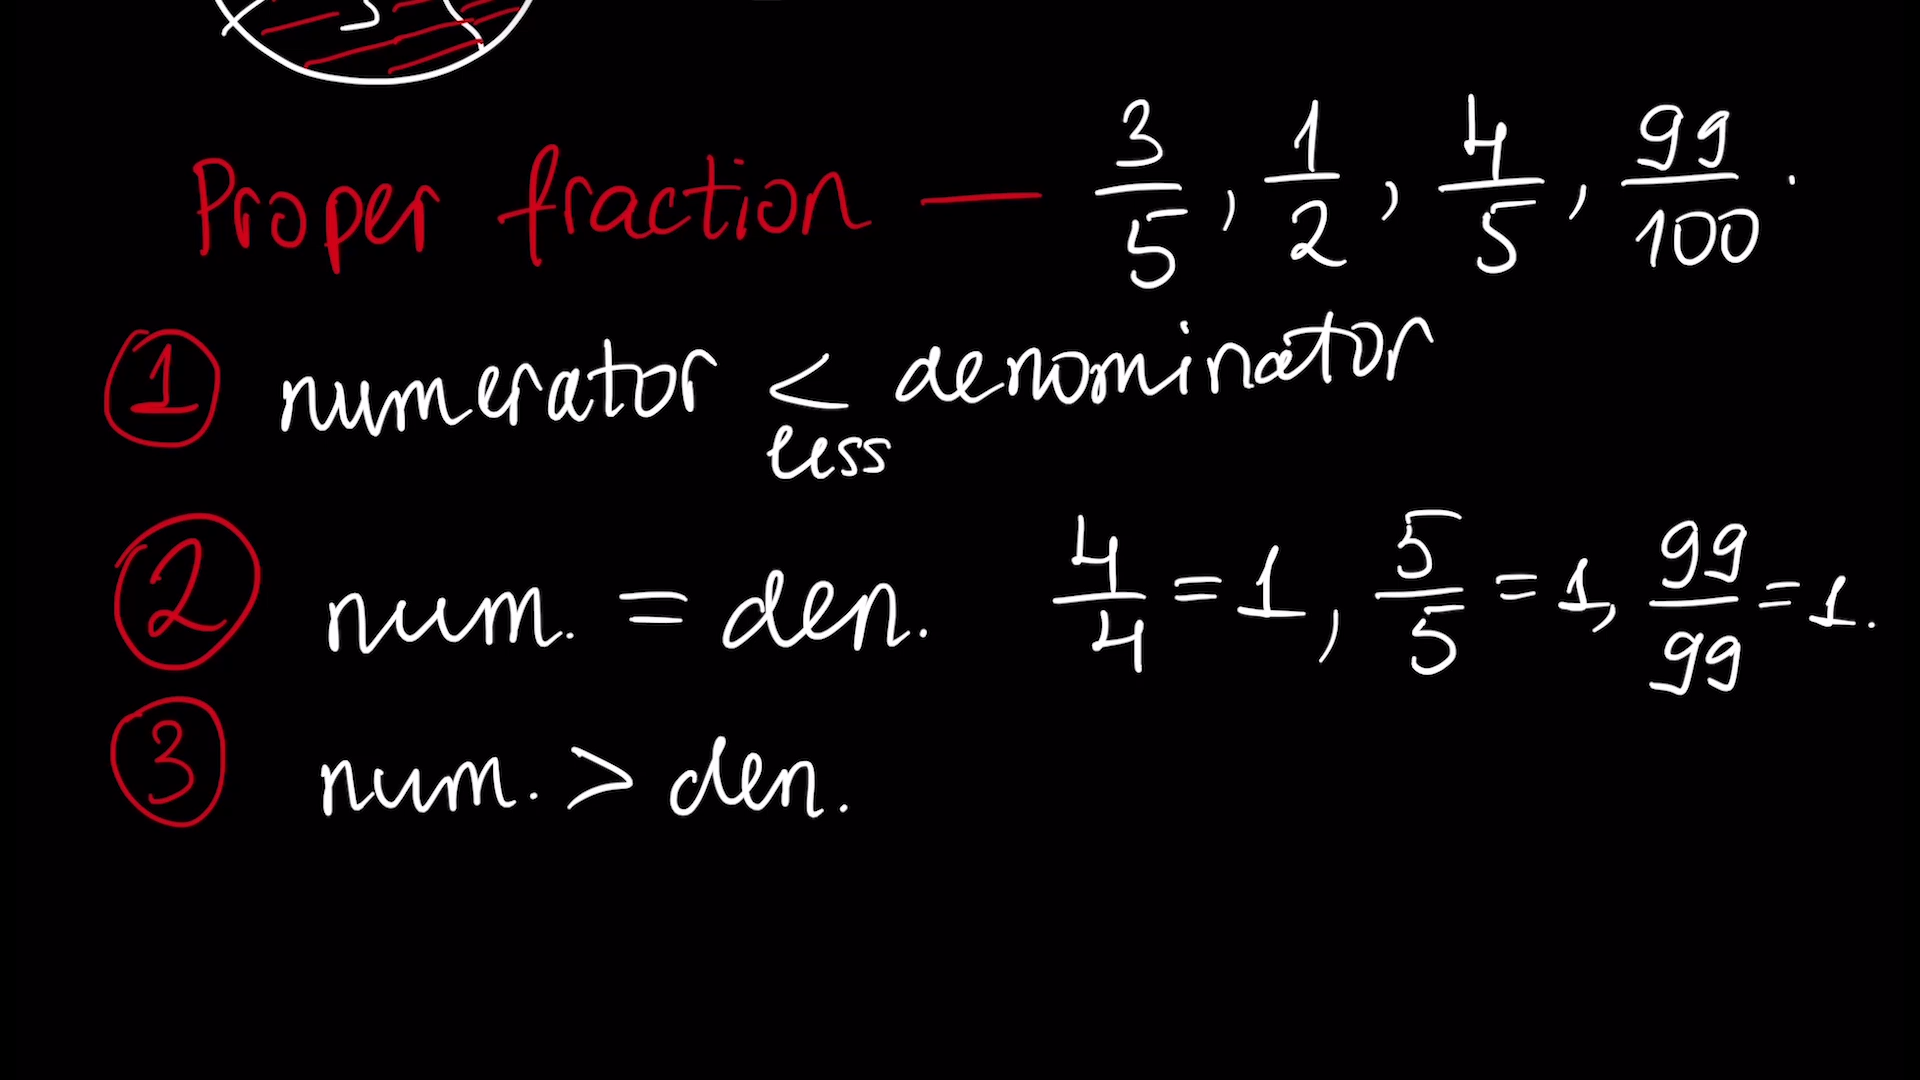 Proper fraction — 3/5, 1/2, 4/5, 99/100.
1 numerator < denominator
less
2 num. = den. 4/4 = 1, 5/5 = 1, 99/99 = 1.
3 num. > den.